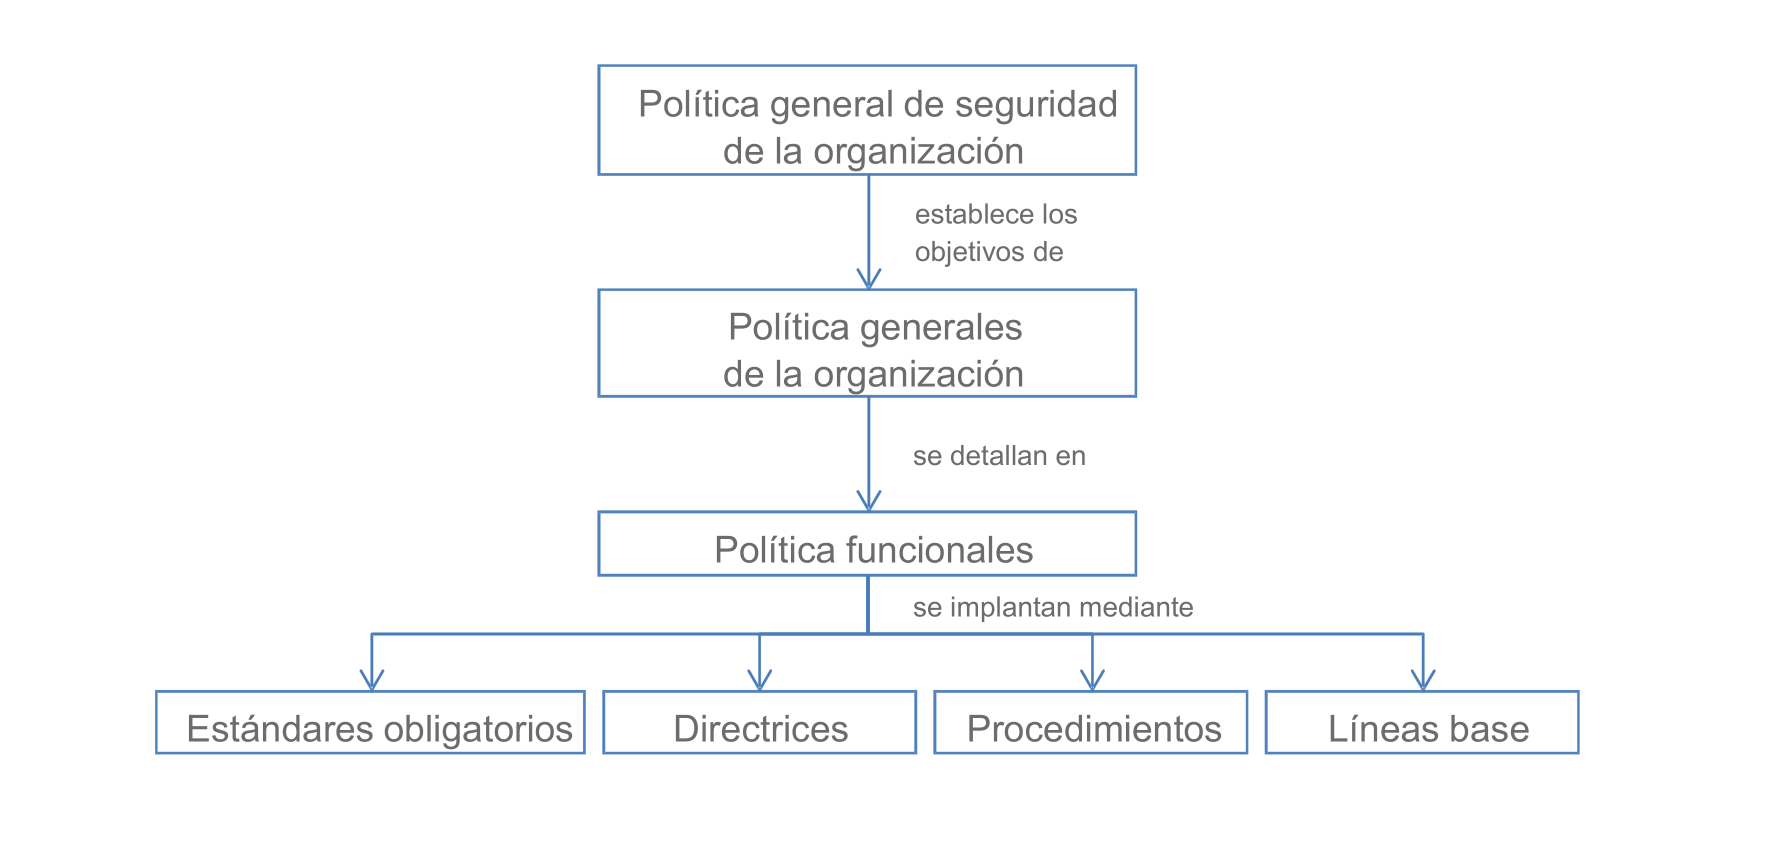 Política general de seguridad
de la organización
establece los
objetivos de
Política generales
de la organización
se detallan en
Política funcionales
se implantan mediante
Estándares obligatorios
Directrices
Procedimientos
Líneas base